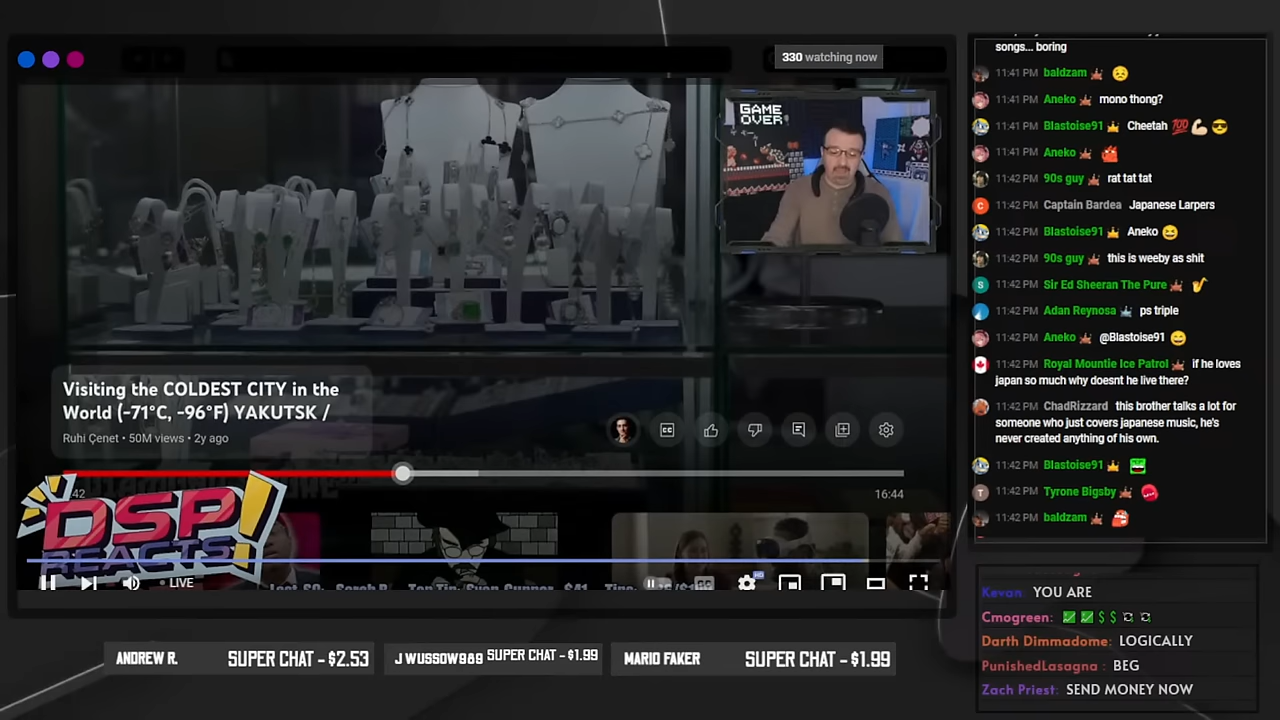 330 watching now
GAME
OVER
Visiting the COLDEST CITY in the
World (-71°C, -96°F) YAKUTSK /
Ruhi Çenet • 50M views • 2y ago
CC
:42
16:44
DSP!
REACTS
LIVE
HD
ANDREW R. SUPER CHAT - $2.53
J WUSSOW989 SUPER CHAT - $1.99
MARIO FAKER SUPER CHAT - $1.99
songs... boring
11:41 PM baldzam
11:41 PM Aneko mono thong?
11:41 PM Blastoise91 Cheetah 💯💪😎
11:41 PM Aneko
11:42 PM 90s guy rat tat tat
C 11:42 PM Captain Bardea Japanese Larpers
11:42 PM Blastoise91 Aneko 😆
11:42 PM 90s guy this is weeby as shit
S 11:42 PM Sir Ed Sheeran The Pure 🎷
11:42 PM Adan Reynosa ps triple
11:42 PM Aneko @Blastoise91 😄
11:42 PM Royal Mountie Ice Patrol if he loves
japan so much why doesnt he live there?
11:42 PM ChadRizzard this brother talks a lot for
someone who just covers japanese music, he's
never created anything of his own.
11:42 PM Blastoise91
T 11:42 PM Tyrone Bigsby
11:42 PM baldzam
Kevan: YOU ARE
Cmogreen: $ $
Darth Dimmadome: LOGICALLY
PunishedLasagna : BEG
Zach Priest: SEND MONEY NOW